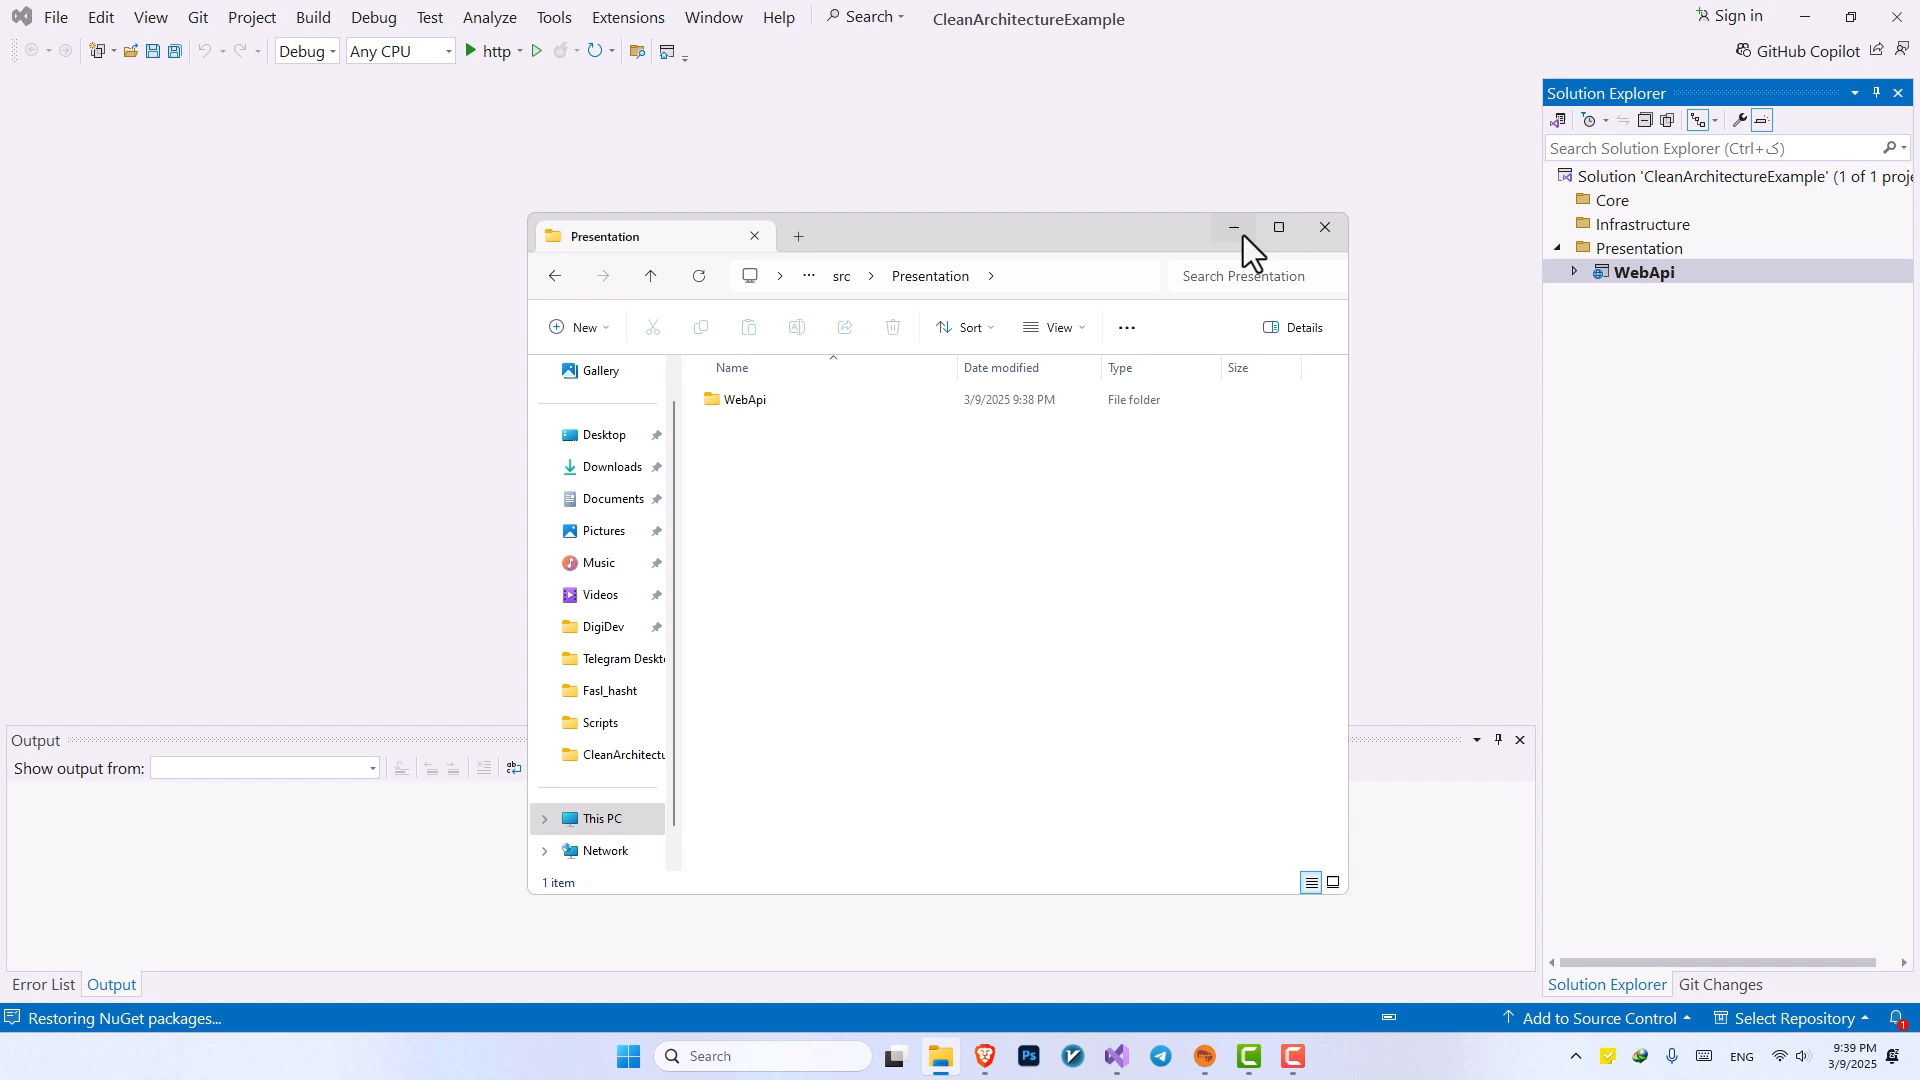 File Edit View Git Project Build Debug Test Analyze Tools Extensions Window Help Search CleanArchitectureExample Sign in
Debug Any CPU http GitHub Copilot
Solution Explorer
Search Solution Explorer (Ctrl+ک)
Solution 'CleanArchitectureExample' (1 of 1 proje
Core
Infrastructure
Presentation
WebApi
Presentation
src Presentation Search Presentation
New Sort View Details
Name Date modified Type Size
WebApi 3/9/2025 9:38 PM File folder
Gallery
Desktop
Downloads
Documents
Pictures
Music
Videos
DigiDev
Telegram Deskto
Fasl_hasht
Scripts
CleanArchitectu
This PC
Network
1 item
Output
Show output from:
Error List Output
Solution Explorer Git Changes
Restoring NuGet packages... Add to Source Control Select Repository 1
Search Ps ENG 9:39 PM
3/9/2025